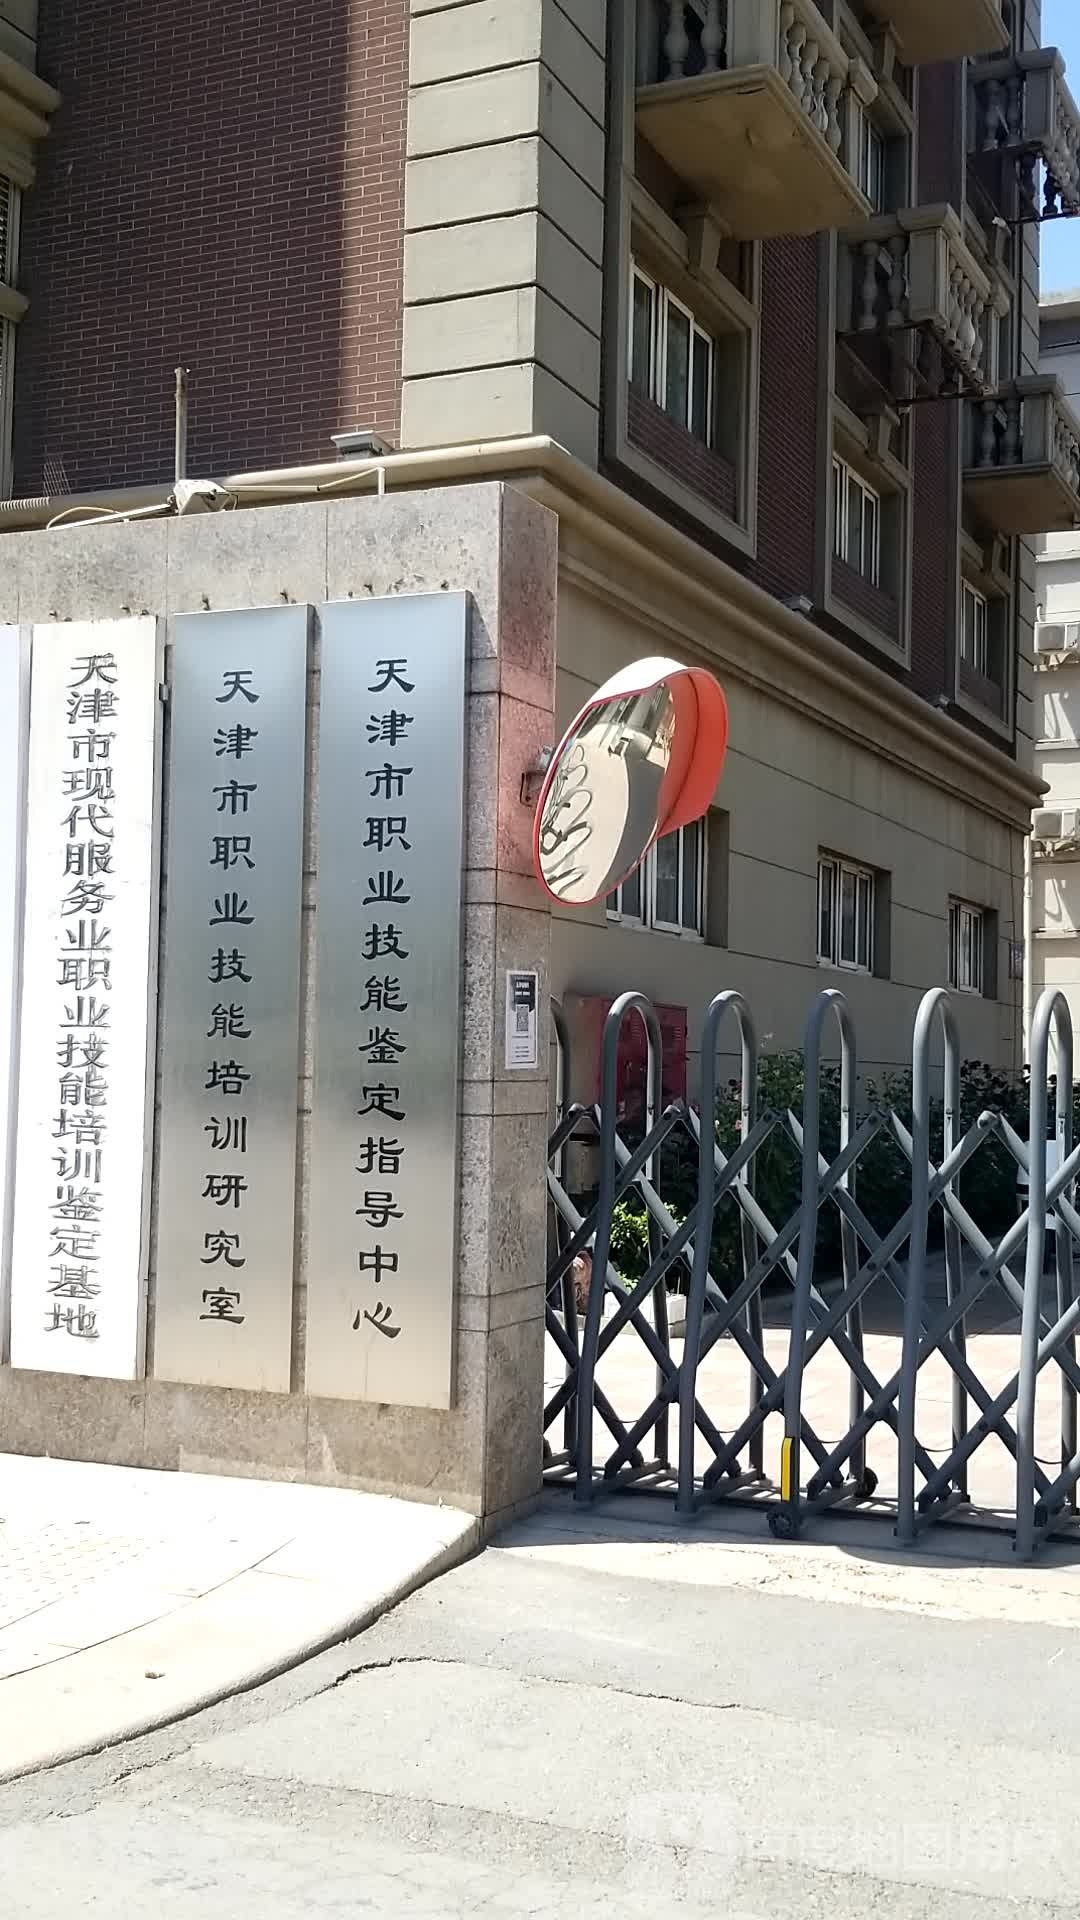 天津市现代服务业职业技能培训鉴定基地
天津市职业技能培训研究室
天津市职业技能鉴定指导中心